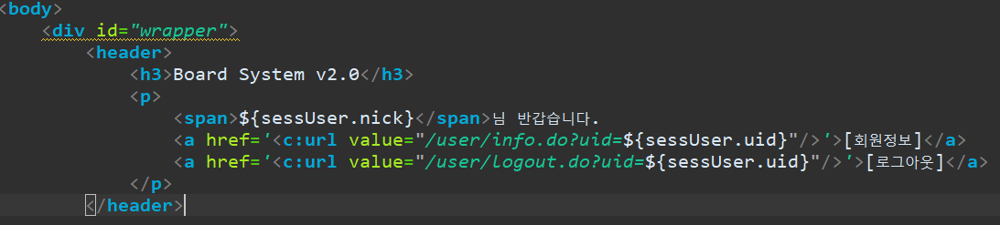 <body>
<div id="wrapper">
<header>
<h3>Board System v2.0</h3>
<p>
<span>${sessUser.nick}</span>님 반갑습니다.
<a href='<c:url value="/user/info.do?uid=${sessUser.uid}"/>'>[회원정보]</a>
<a href='<c:url value="/user/logout.do?uid=${sessUser.uid}"/>'>[로그아웃]</a>
</p>
</header>